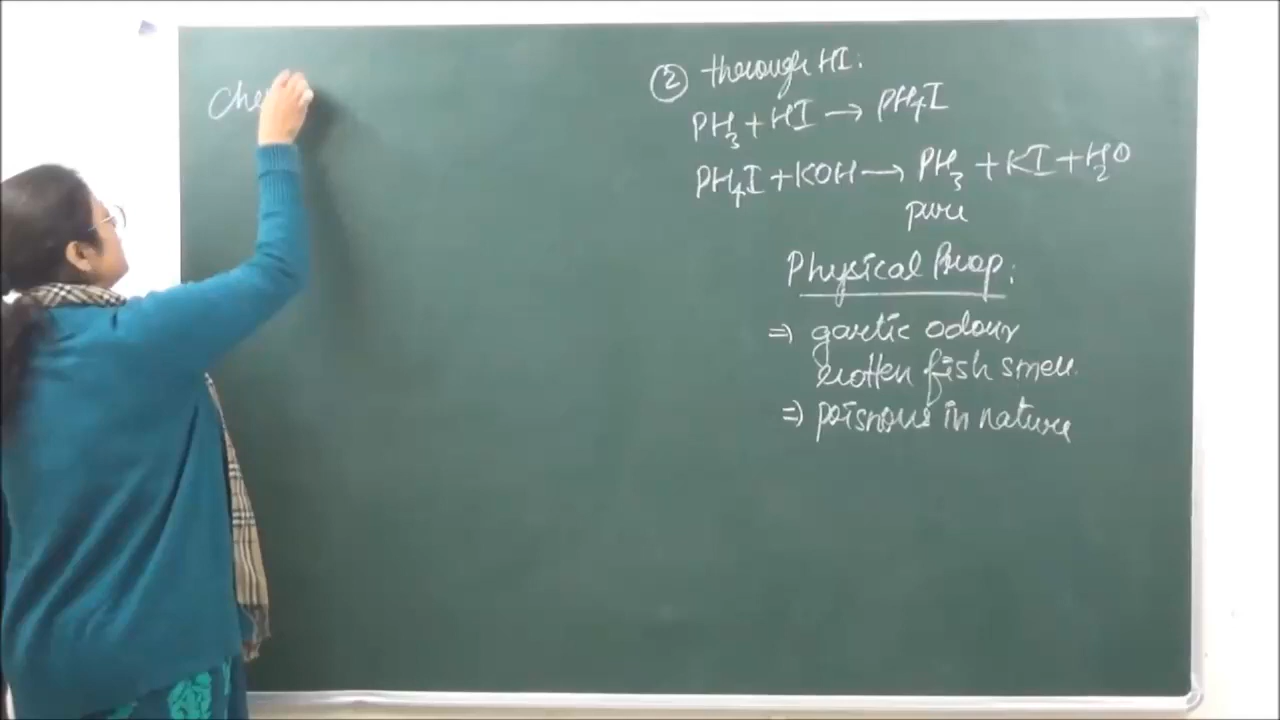 Che
② through HI:
PH₃ + HI → PH₄I
PH₄I + KOH → PH₃ + KI + H₂O
pure
Physical Prop:
⇒ garlic odour
rotten fish smell
⇒ poisnous in nature